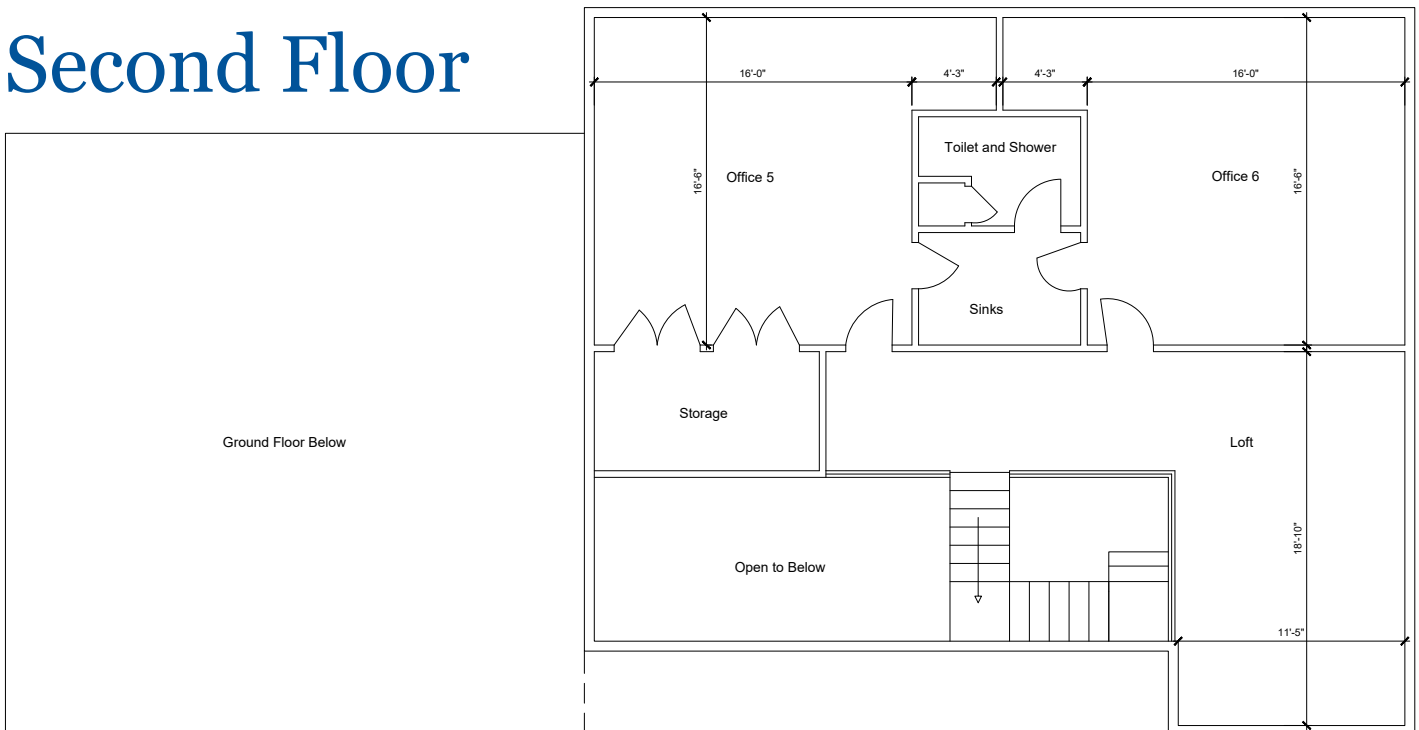 Second Floor
16'-0"
4'-3"
4'-3"
16'-0"
Toilet and Shower
Office 5
16'-6"
Office 6
16'-6"
Sinks
Storage
Ground Floor Below
Loft
Open to Below
18'-10"
11'-5"